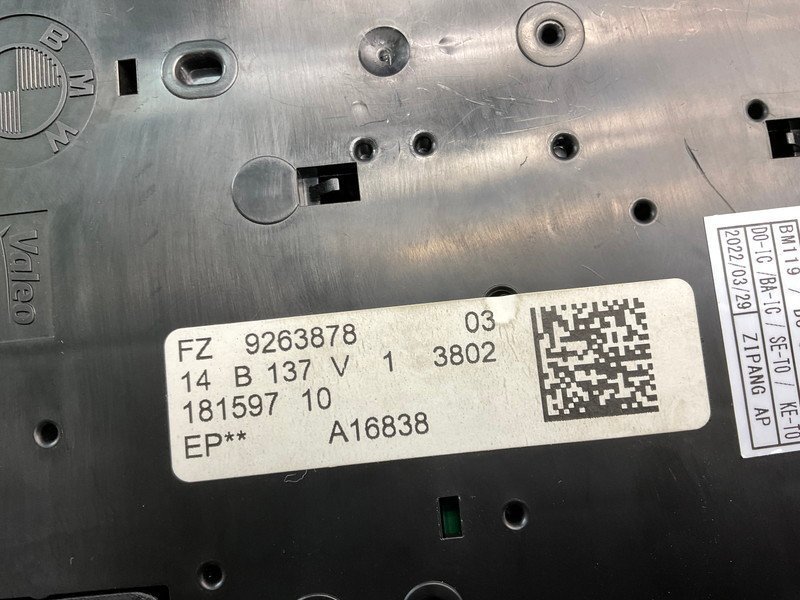 BMW
Valeo
FZ 9263878 03
14 B 137 V 1 3802
181597 10
EP** A16838
BM119 /
DO-IC /BA-IC / SE-TO / KE-TO
2022/03/29 ZIPANG AP